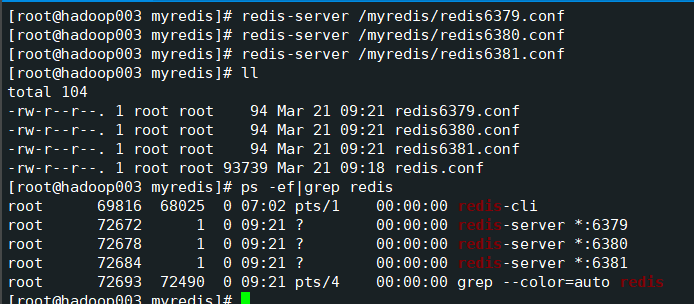 [root@hadoop003 myredis]# redis-server /myredis/redis6379.conf
[root@hadoop003 myredis]# redis-server /myredis/redis6380.conf
[root@hadoop003 myredis]# redis-server /myredis/redis6381.conf
[root@hadoop003 myredis]# ll
total 104
-rw-r--r--. 1 root root    94 Mar 21 09:21 redis6379.conf
-rw-r--r--. 1 root root    94 Mar 21 09:21 redis6380.conf
-rw-r--r--. 1 root root    94 Mar 21 09:21 redis6381.conf
-rw-r--r--. 1 root root 93739 Mar 21 09:18 redis.conf
[root@hadoop003 myredis]# ps -ef|grep redis
root      69816  68025  0 07:02 pts/1    00:00:00 redis-cli
root      72672      1  0 09:21 ?        00:00:00 redis-server *:6379
root      72678      1  0 09:21 ?        00:00:00 redis-server *:6380
root      72684      1  0 09:21 ?        00:00:00 redis-server *:6381
root      72693  72490  0 09:21 pts/4    00:00:00 grep --color=auto redis
[root@hadoop003 myredis]#